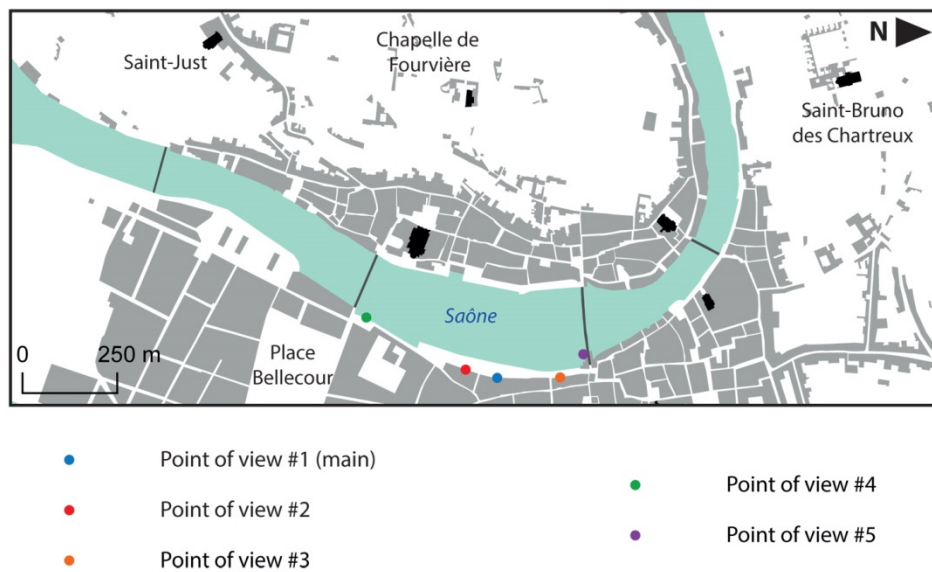 N
Saint-Just
Chapelle de
Fourvière
Saint-Bruno
des Chartreux
Saône
0 250 m
Place
Bellecour
Point of view #1 (main)
Point of view #2
Point of view #3
Point of view #4
Point of view #5